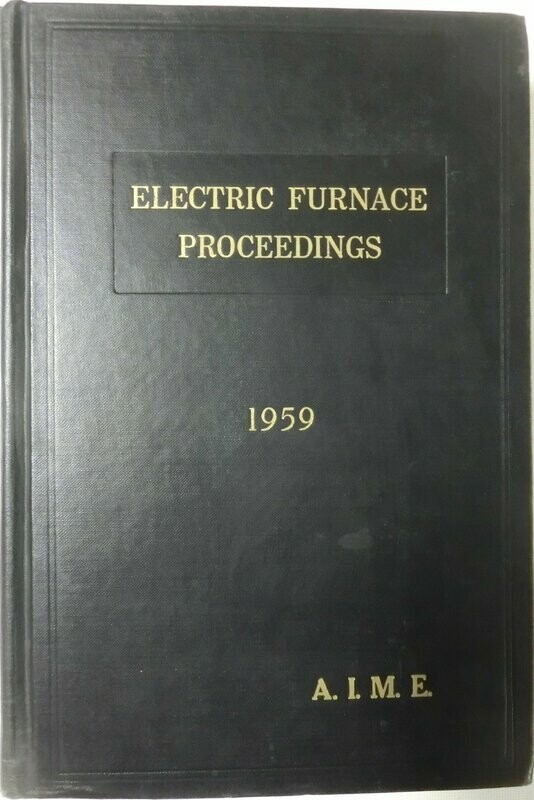 ELECTRIC FURNACE
PROCEEDINGS
1959
A. I. M. E.